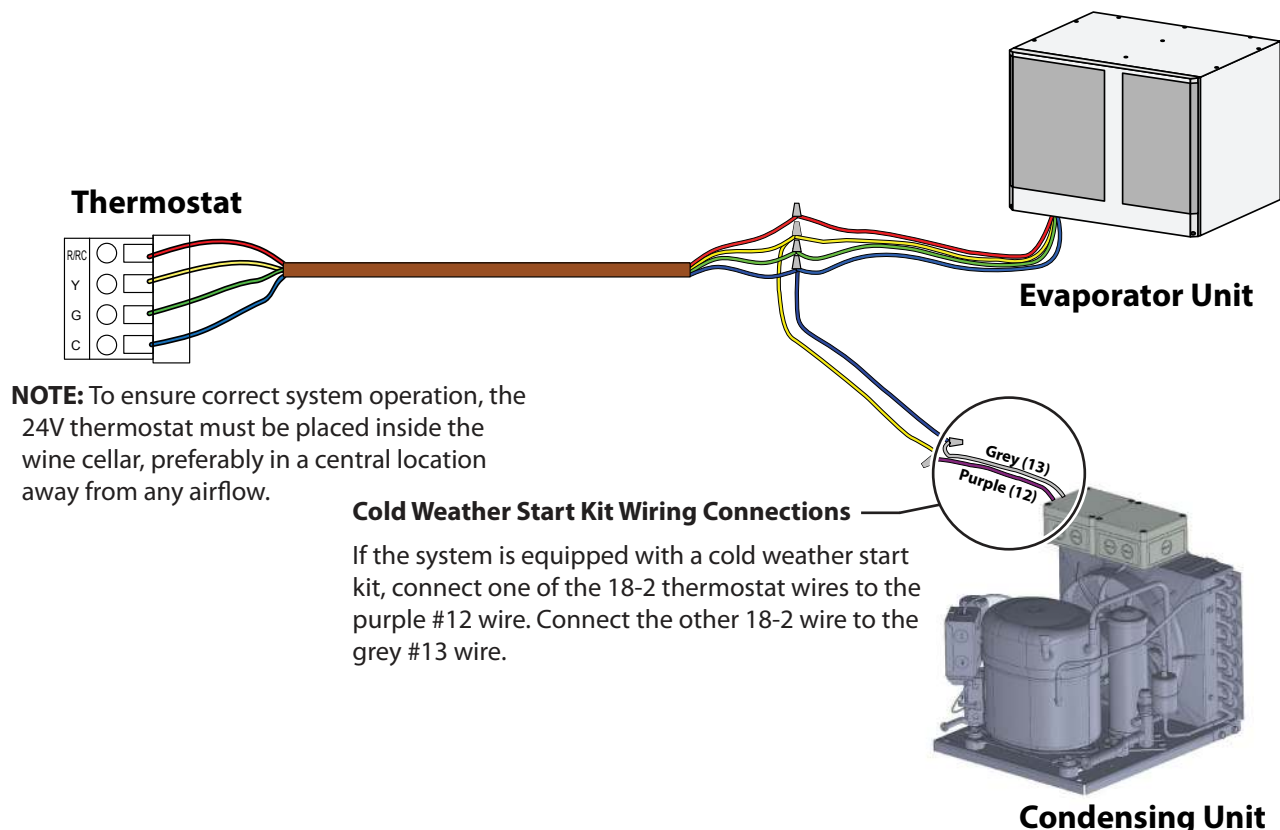 Thermostat
R/RC
Y
G
C
Evaporator Unit
NOTE: To ensure correct system operation, the
24V thermostat must be placed inside the
wine cellar, preferably in a central location
away from any airflow.
Grey (13)
Purple (12)
Cold Weather Start Kit Wiring Connections
If the system is equipped with a cold weather start
kit, connect one of the 18-2 thermostat wires to the
purple #12 wire. Connect the other 18-2 wire to the
grey #13 wire.
Condensing Unit